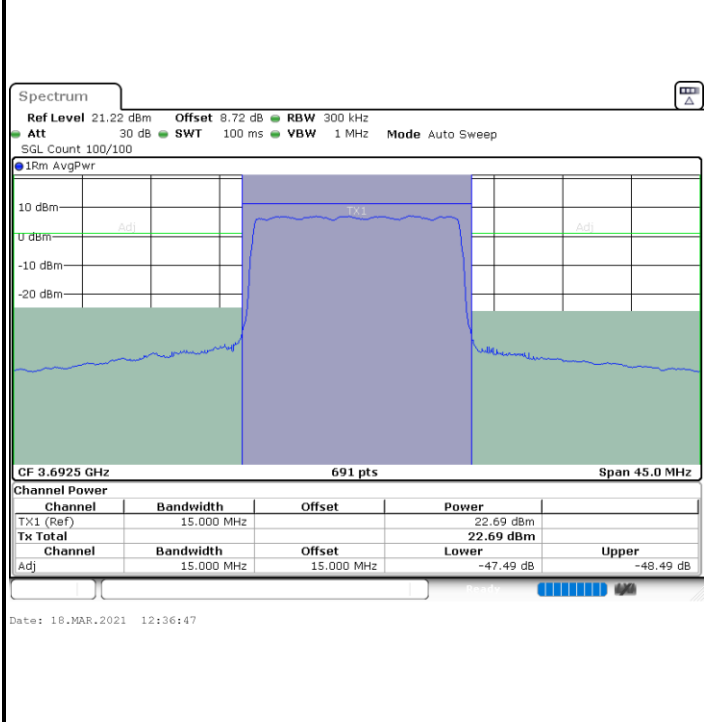 Spectrum
Ref Level 21.22 dBm Offset 8.72 dB RBW 300 kHz
Att 30 dB SWT 100 ms VBW 1 MHz Mode Auto Sweep
SGL Count 100/100
1Rm AvgPwr
10 dBm
TX1
Adj Adj
0 dBm
-10 dBm
-20 dBm
CF 3.6925 GHz 691 pts Span 45.0 MHz
Channel Power
Channel Bandwidth Offset Power
TX1 (Ref) 15.000 MHz 22.69 dBm
Tx Total 22.69 dBm
Channel Bandwidth Offset Lower Upper
Adj 15.000 MHz 15.000 MHz -47.49 dB -48.49 dB
Ready
Date: 18.MAR.2021 12:36:47